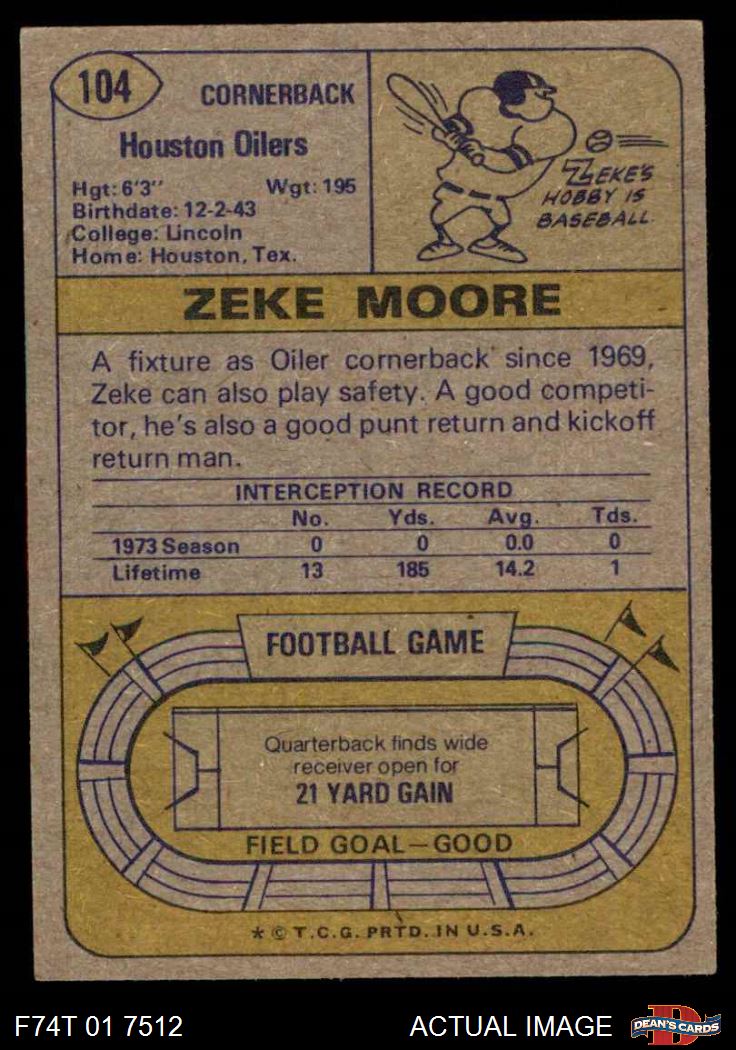 104
CORNERBACK
Houston Oilers
Hgt: 6'3'' Wgt: 195
Birthdate: 12-2-43
College: Lincoln
Home: Houston, Tex.
ZEKE'S
HOBBY IS
BASEBALL.
ZEKE MOORE
A fixture as Oiler cornerback since 1969,
Zeke can also play safety. A good competi-
tor, he's also a good punt return and kickoff
return man.
INTERCEPTION RECORD
No. Yds. Avg. Tds.
1973 Season 0 0 0.0 0
Lifetime 13 185 14.2 1
FOOTBALL GAME
Quarterback finds wide
receiver open for
21 YARD GAIN
FIELD GOAL—GOOD
* © T.C.G. PRTD. IN U.S.A.
F74T 01 7512 ACTUAL IMAGE
D
DEAN'S CARDS